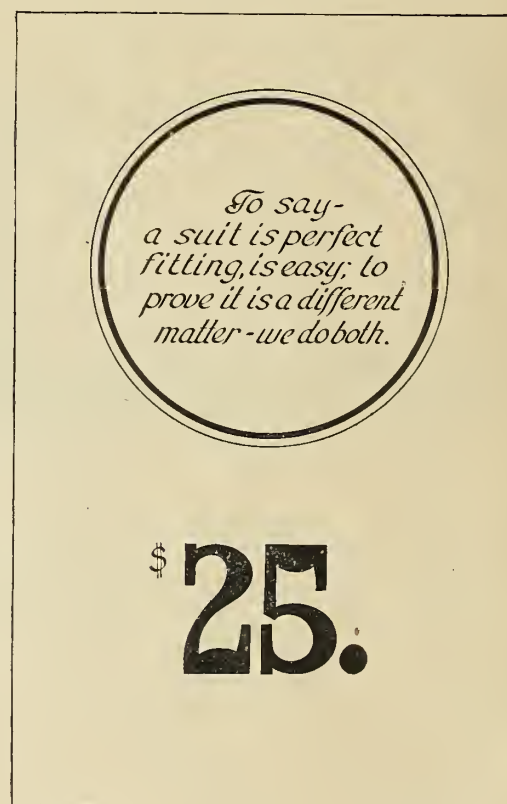 To say-
a suit is perfect
fitting, is easy; to
prove it is a different
matter - we do both.
$25.